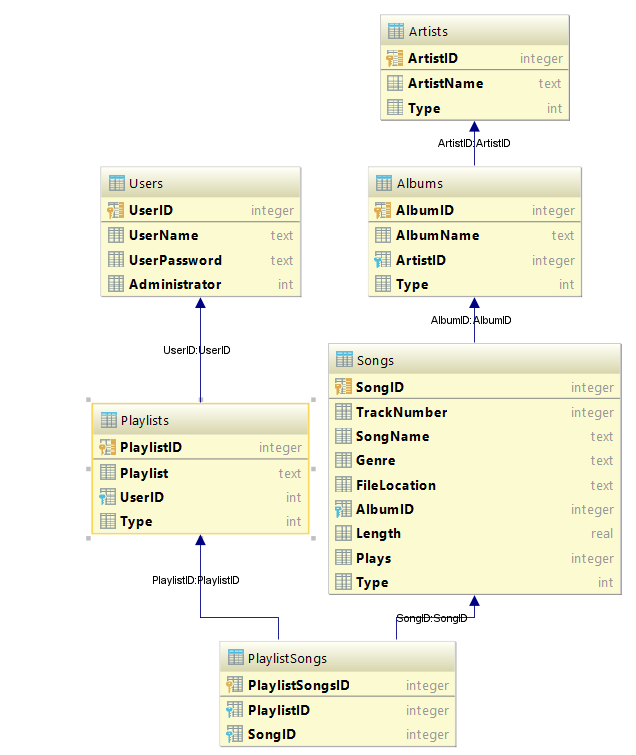 Artists
ArtistID integer
ArtistName text
Type int
ArtistID:ArtistID
Users
UserID integer
UserName text
UserPassword text
Administrator int
Albums
AlbumID integer
AlbumName text
ArtistID integer
Type int
UserID:UserID
AlbumID:AlbumID
Playlists
PlaylistID integer
Playlist text
UserID int
Type int
Songs
SongID integer
TrackNumber integer
SongName text
Genre text
FileLocation text
AlbumID integer
Length real
Plays integer
Type int
PlaylistID:PlaylistID
SongID:SongID
PlaylistSongs
PlaylistSongsID integer
PlaylistID integer
SongID integer